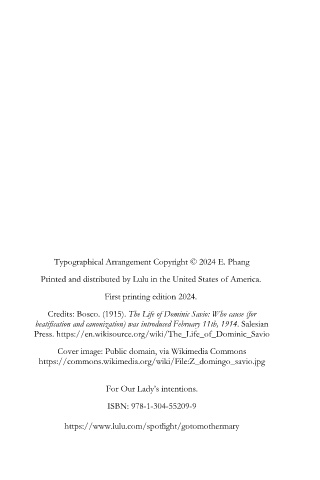 Typographical Arrangement Copyright © 2024 E. Phang
Printed and distributed by Lulu in the United States of America.
First printing edition 2024.
Credits: Bosco. (1915). The Life of Dominic Savio: Who cause (for
beatification and canonization) was introduced February 11th, 1914. Salesian
Press. https://en.wikisource.org/wiki/The_Life_of_Dominic_Savio
Cover image: Public domain, via Wikimedia Commons
https://commons.wikimedia.org/wiki/File:Z_domingo_savio.jpg
For Our Lady's intentions.
ISBN: 978-1-304-55209-9
https://www.lulu.com/spotlight/gotomothermary